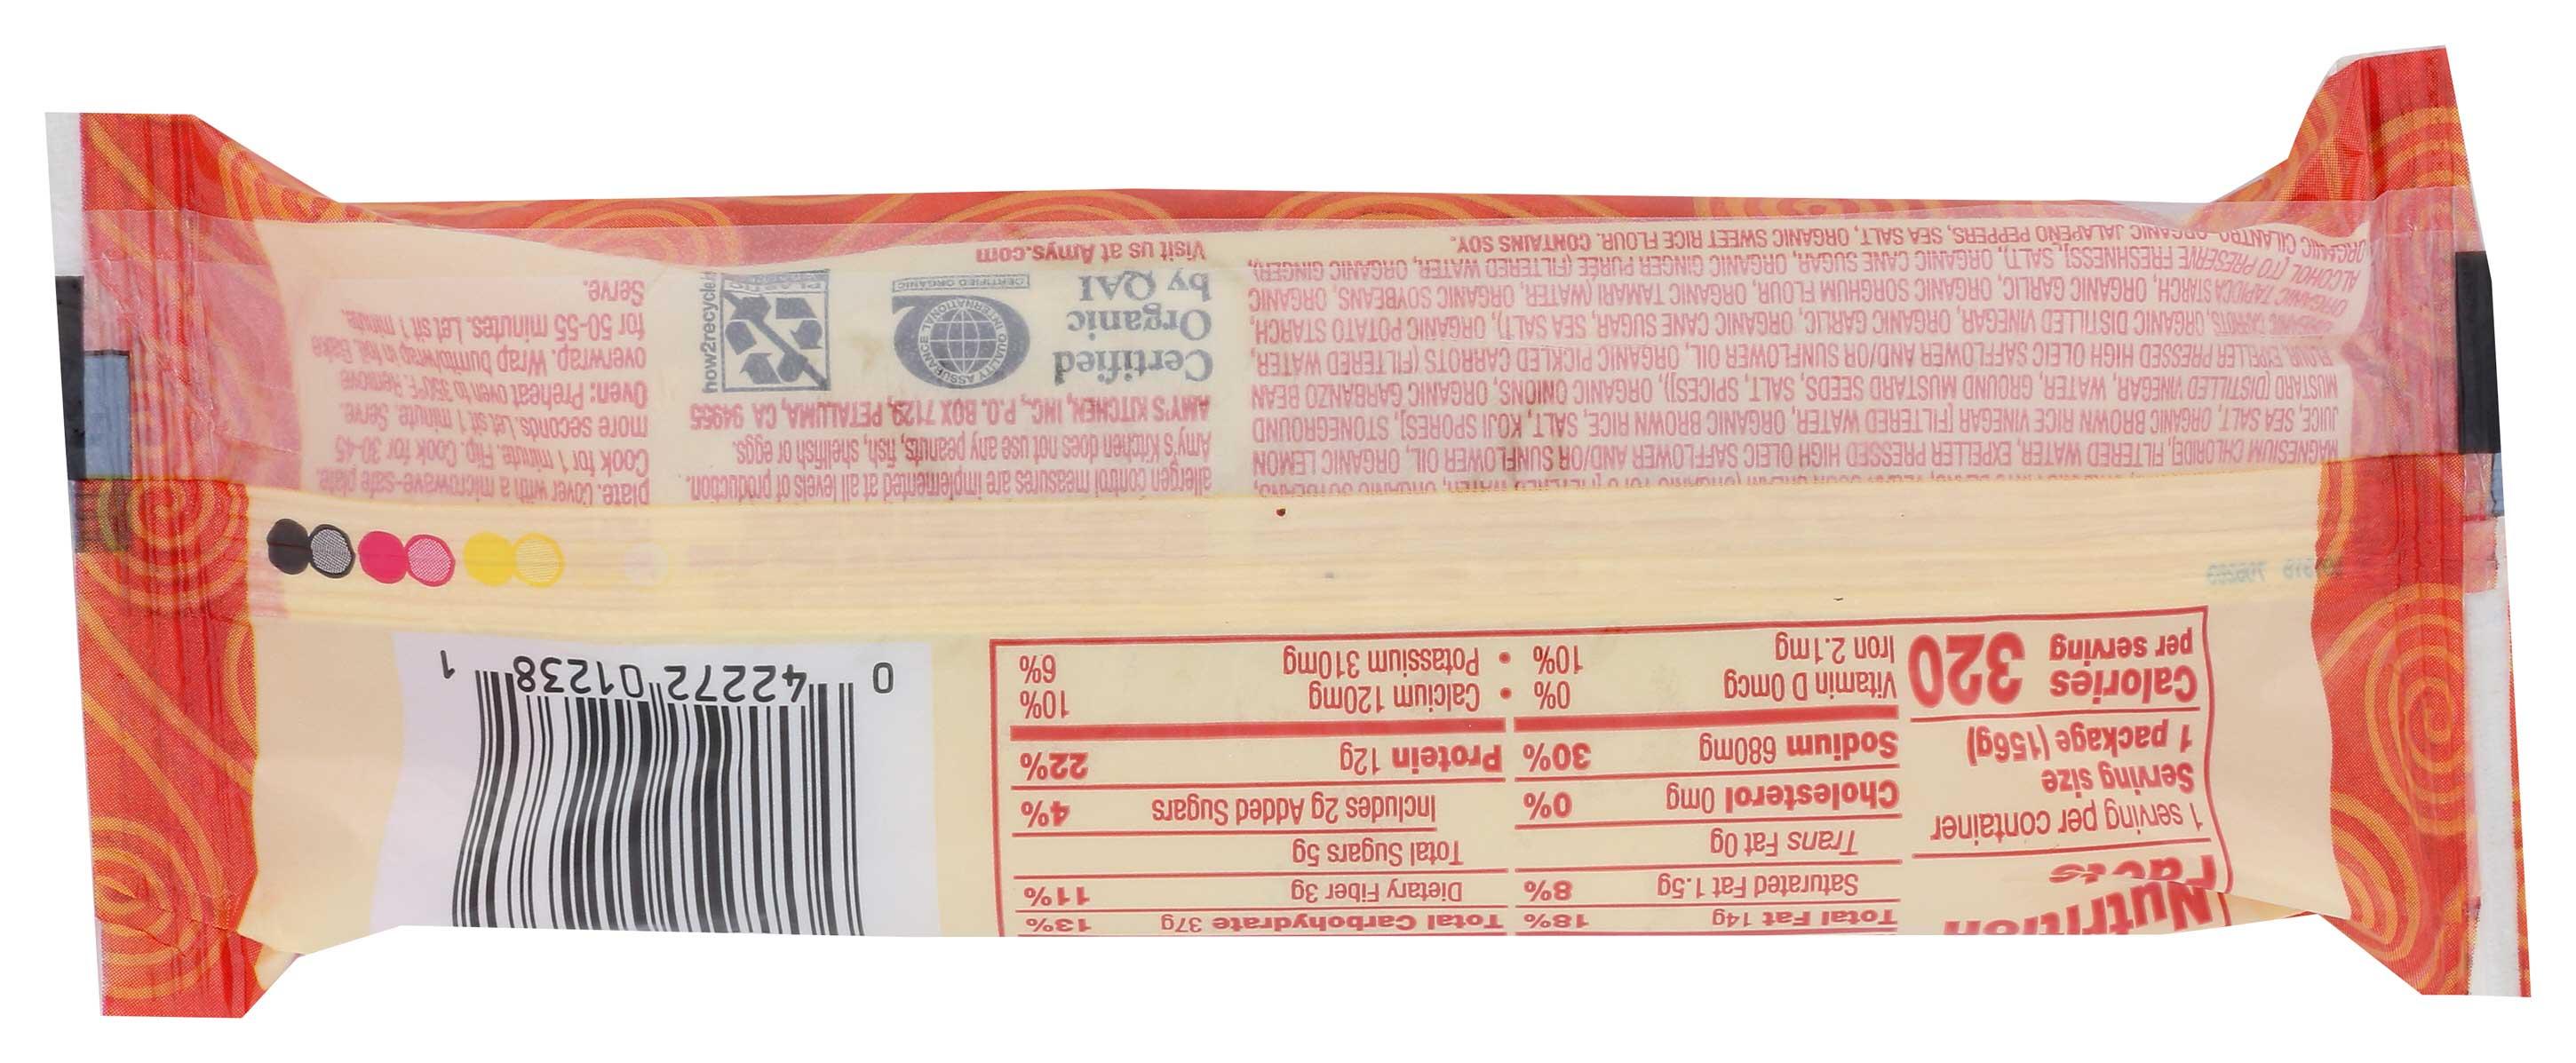 Nutrition
Facts
1 serving per container
Serving size
1 package (156g)
Calories 320
per serving
Total Fat 14g 18%
Saturated Fat 1.5g 8%
Trans Fat 0g
Cholesterol 0mg 0%
Sodium 680mg 30%
Total Carbohydrate 37g 13%
Dietary Fiber 3g 11%
Total Sugars 5g
Includes 2g Added Sugars 4%
Protein 12g 22%
Vitamin D 0mcg 0% • Calcium 120mg 10%
Iron 2.1mg 10% • Potassium 310mg 6%
0 42272 01238 1
MAGNESIUM CHLORIDE], FILTERED WATER, EXPELLER PRESSED HIGH OLEIC SAFFLOWER AND/OR SUNFLOWER OIL, ORGANIC LEMON
JUICE, SEA SALT, ORGANIC BROWN RICE VINEGAR [FILTERED WATER, ORGANIC BROWN RICE, SALT, KOJI SPORES], STONEGROUND
MUSTARD [DISTILLED VINEGAR, WATER, GROUND MUSTARD SEEDS, SALT, SPICES]), ORGANIC ONIONS, ORGANIC GARBANZO BEAN
FLOUR, EXPELLER PRESSED HIGH OLEIC SAFFLOWER AND/OR SUNFLOWER OIL, ORGANIC PICKLED CARROTS (FILTERED WATER,
CARROTS, ORGANIC DISTILLED VINEGAR, ORGANIC GARLIC, ORGANIC CANE SUGAR, SEA SALT), ORGANIC POTATO STARCH,
ORGANIC TAPIOCA STARCH, ORGANIC GARLIC, ORGANIC SORGHUM FLOUR, ORGANIC TAMARI (WATER, ORGANIC SOYBEANS, ORGANIC
ALCOHOL [TO PRESERVE FRESHNESS], SALT), ORGANIC CANE SUGAR, ORGANIC GINGER PURÉE (FILTERED WATER, ORGANIC GINGER),
ORGANIC CILANTRO, ORGANIC JALAPENO PEPPERS, SEA SALT, ORGANIC SWEET RICE FLOUR. CONTAINS SOY.
allergen control measures are implemented at all levels of production.
Amy's Kitchen does not use any peanuts, fish, shellfish or eggs.
AMY'S KITCHEN, INC., P.O. BOX 7129, PETALUMA, CA 94955
Certified
Organic
by QAI
QUALITY ASSURANCE INTERNATIONAL
CERTIFIED ORGANIC
PLASTIC
how2recycle
Visit us at Amys.com
plate. Cover with a microwave-safe plate.
Cook for 1 minute. Flip. Cook for 30-45
more seconds. Let sit 1 minute. Serve.
Oven: Preheat oven to 350°F. Remove
overwrap. Wrap burrito/wrap in foil. Bake
for 50-55 minutes. Let sit 1 minute.
Serve.